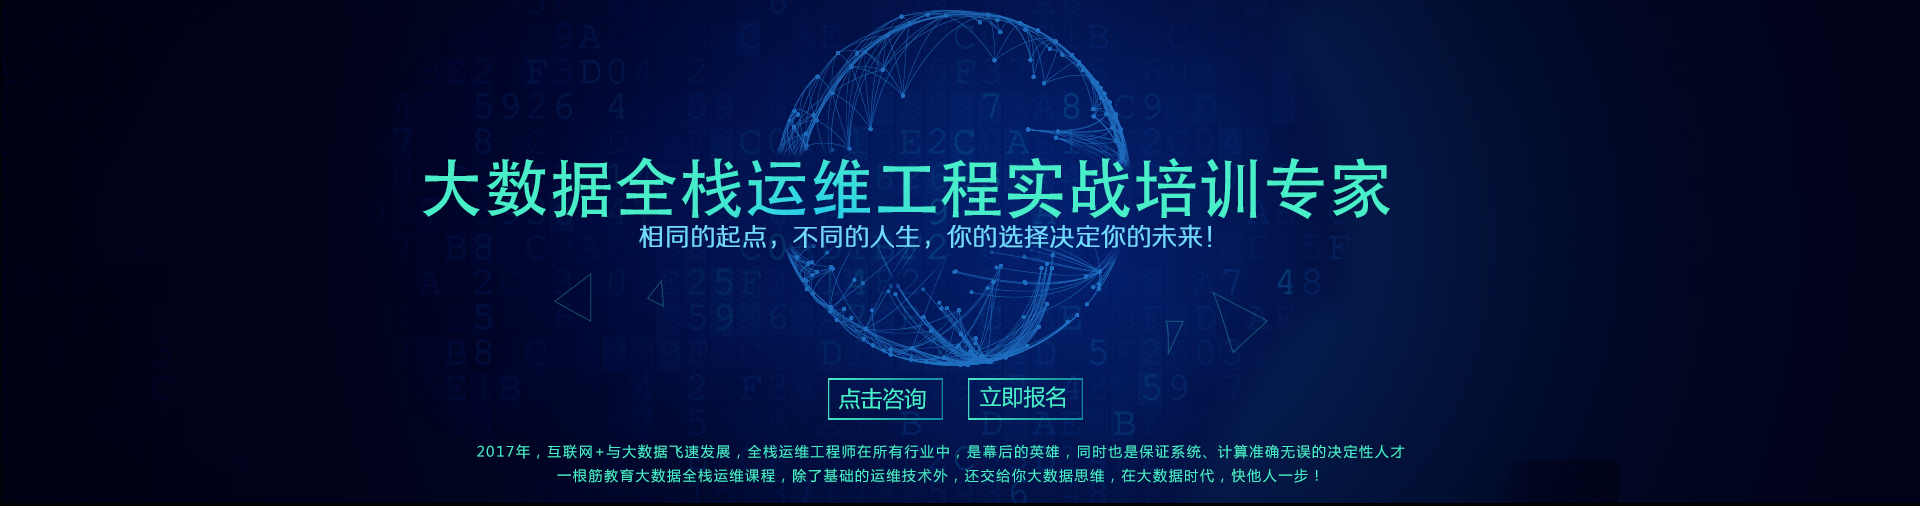 大数据全栈运维工程实战培训专家
相同的起点，不同的人生，你的选择决定你的未来！
点击咨询
立即报名
2017年，互联网+与大数据飞速发展，全栈运维工程师在所有行业中，是幕后的英雄，同时也是保证系统、计算准确无误的决定性人才
一根筋教育大数据全栈运维课程，除了基础的运维技术外，还交给你大数据思维，在大数据时代，快他人一步！